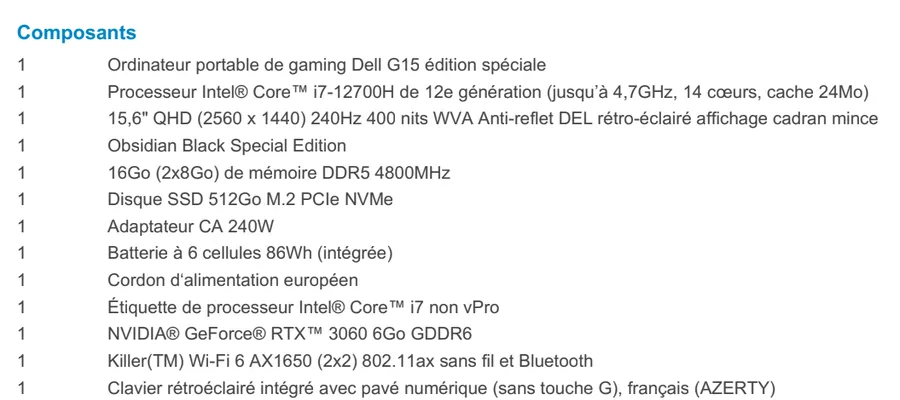 Composants
1 Ordinateur portable de gaming Dell G15 édition spéciale
1 Processeur Intel® Core™ i7-12700H de 12e génération (jusqu’à 4,7GHz, 14 cœurs, cache 24Mo)
1 15,6" QHD (2560 x 1440) 240Hz 400 nits WVA Anti-reflet DEL rétro-éclairé affichage cadran mince
1 Obsidian Black Special Edition
1 16Go (2x8Go) de mémoire DDR5 4800MHz
1 Disque SSD 512Go M.2 PCIe NVMe
1 Adaptateur CA 240W
1 Batterie à 6 cellules 86Wh (intégrée)
1 Cordon d‘alimentation européen
1 Étiquette de processeur Intel® Core™ i7 non vPro
1 NVIDIA® GeForce® RTX™ 3060 6Go GDDR6
1 Killer(TM) Wi-Fi 6 AX1650 (2x2) 802.11ax sans fil et Bluetooth
1 Clavier rétroéclairé intégré avec pavé numérique (sans touche G), français (AZERTY)